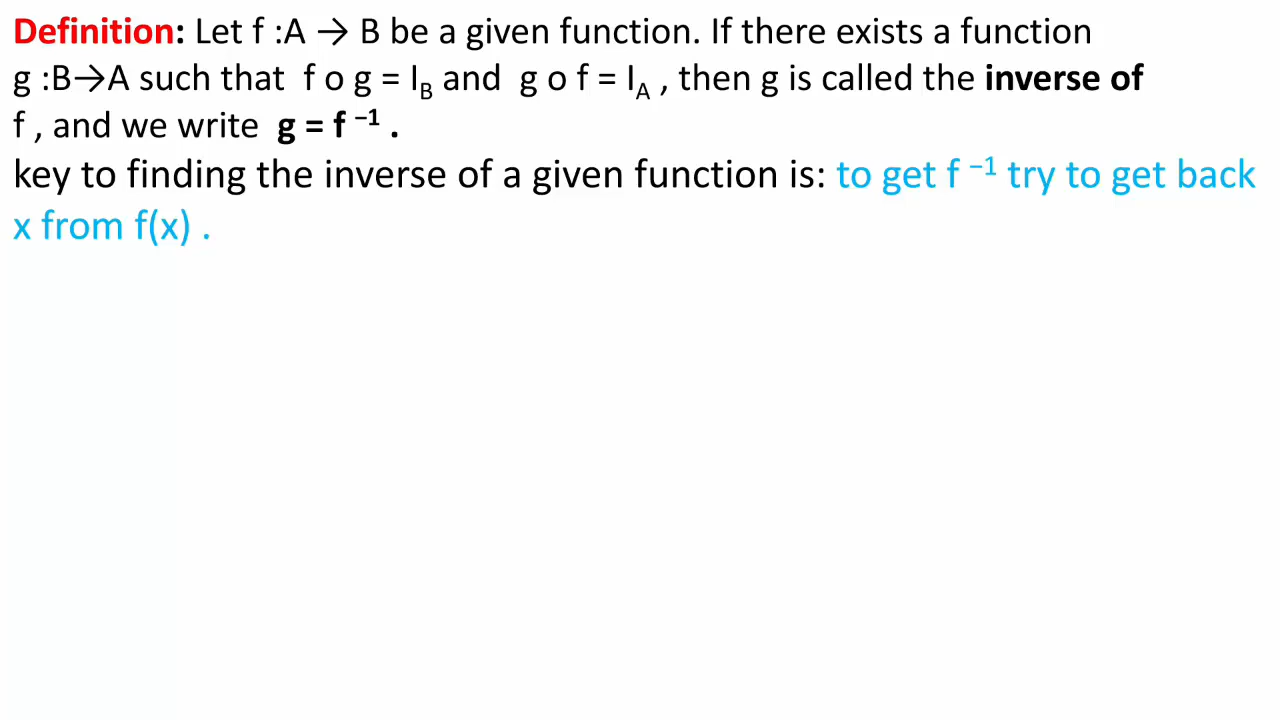 Definition: Let f :A → B be a given function. If there exists a function
g :B→A such that f o g = I_B and g o f = I_A , then g is called the inverse of
f , and we write g = f ⁻¹ .
key to finding the inverse of a given function is: to get f ⁻¹ try to get back
x from f(x) .